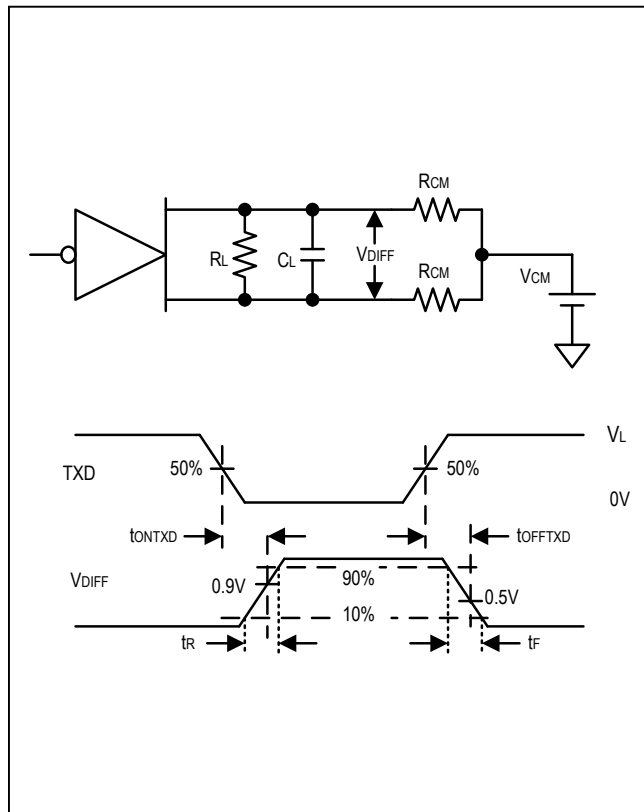 RCM
RL
CL
VDIFF
RCM
VCM
VL
TXD
50%
50%
0V
tONTXD
tOFFTXD
VDIFF
0.9V
90%
0.5V
10%
tR
tF